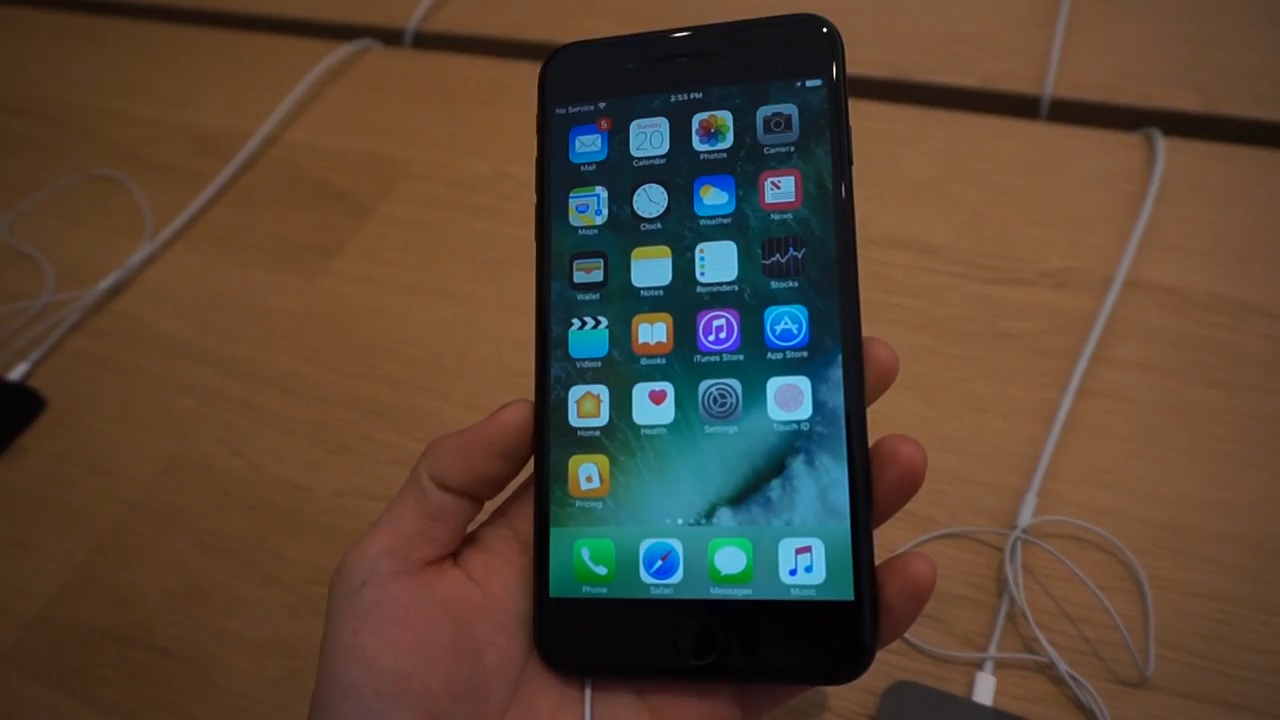 No Service 3:55 PM
5
Sunday
20
Mail Calendar Photos Camera
Maps Clock Weather News
Wallet Notes Reminders Stocks
Videos iBooks iTunes Store App Store
Home Health Settings Touch ID
Pricing
Phone Safari Messages Music